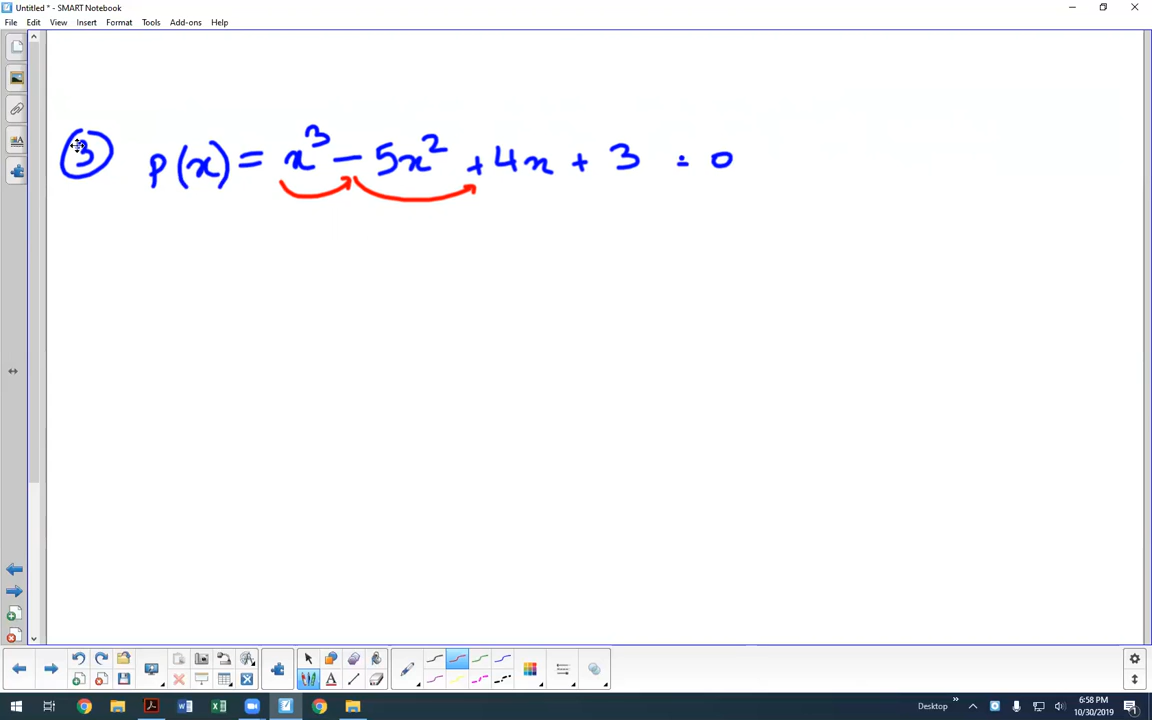 Untitled * - SMART Notebook
File Edit View Insert Format Tools Add-ons Help
③ P(x) = x³ - 5x² + 4x + 3 = 0
Desktop
6:58 PM
10/30/2019